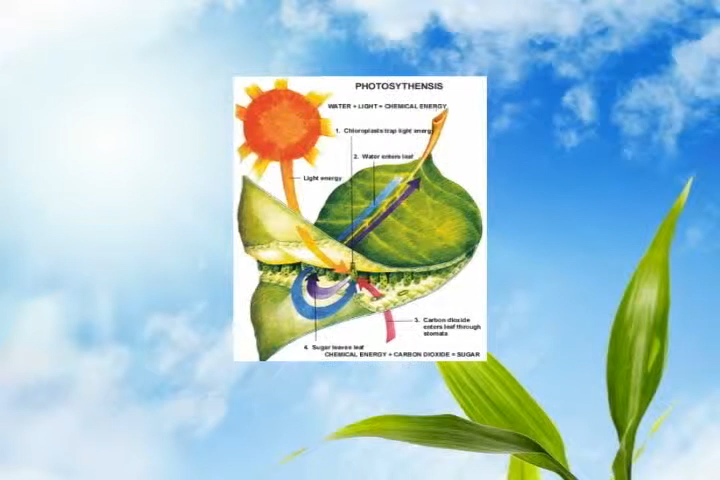 PHOTOSYTHENSIS
WATER + LIGHT = CHEMICAL ENERGY
1. Chloroplasts trap light energy
2. Water enters leaf
Light energy
3. Carbon dioxide
enters leaf through
stomata
4. Sugar leaves leaf
CHEMICAL ENERGY + CARBON DIOXIDE = SUGAR